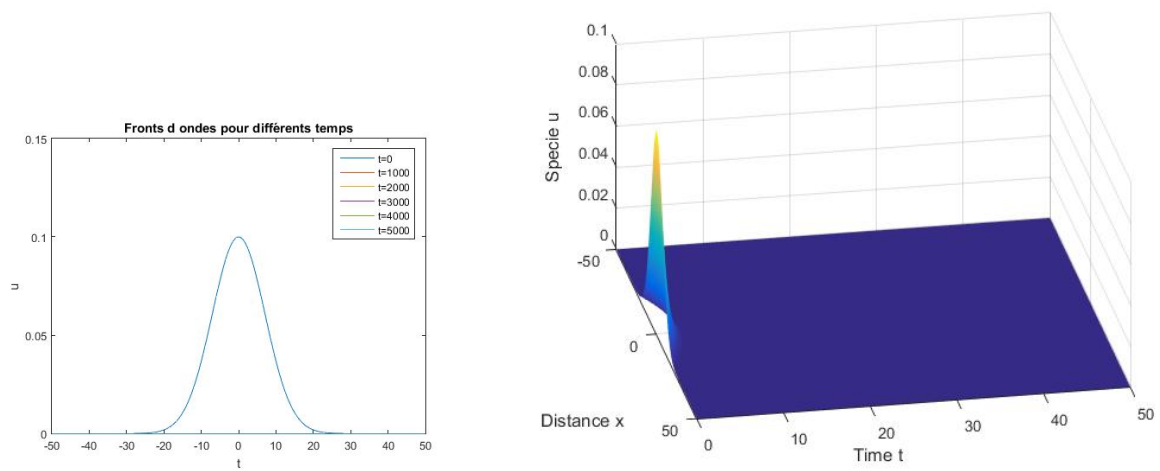 Fronts d ondes pour différents temps
0.15
0.1
0.05
0
u
-50 -40 -30 -20 -10 0 10 20 30 40 50
t
t=0
t=1000
t=2000
t=3000
t=4000
t=5000
0.1
0.08
0.06
0.04
0.02
0
Specie u
-50
0
50
Distance x
0 10 20 30 40 50
Time t